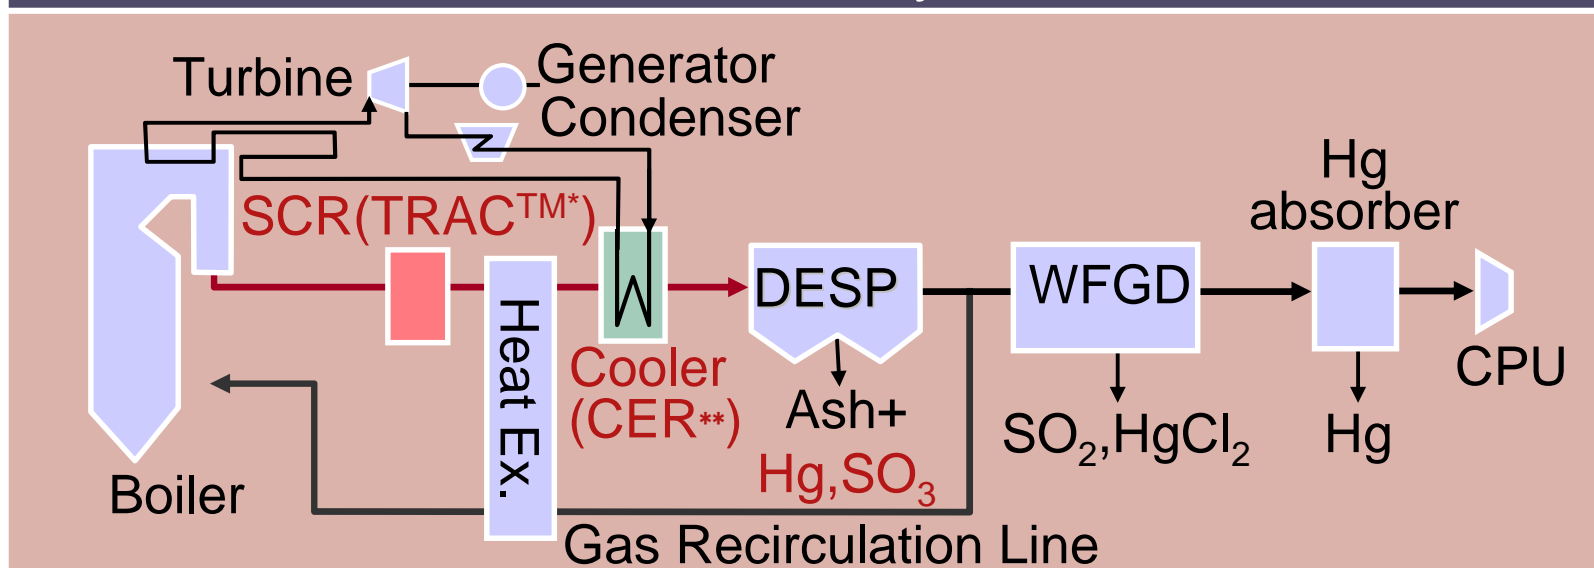 Turbine
Generator
Condenser
Hg
absorber
SCR(TRAC™*)
DESP
WFGD
Heat Ex.
Cooler
(CER**)
CPU
Ash+
Hg,SO₃
SO₂,HgCl₂
Hg
Boiler
Gas Recirculation Line